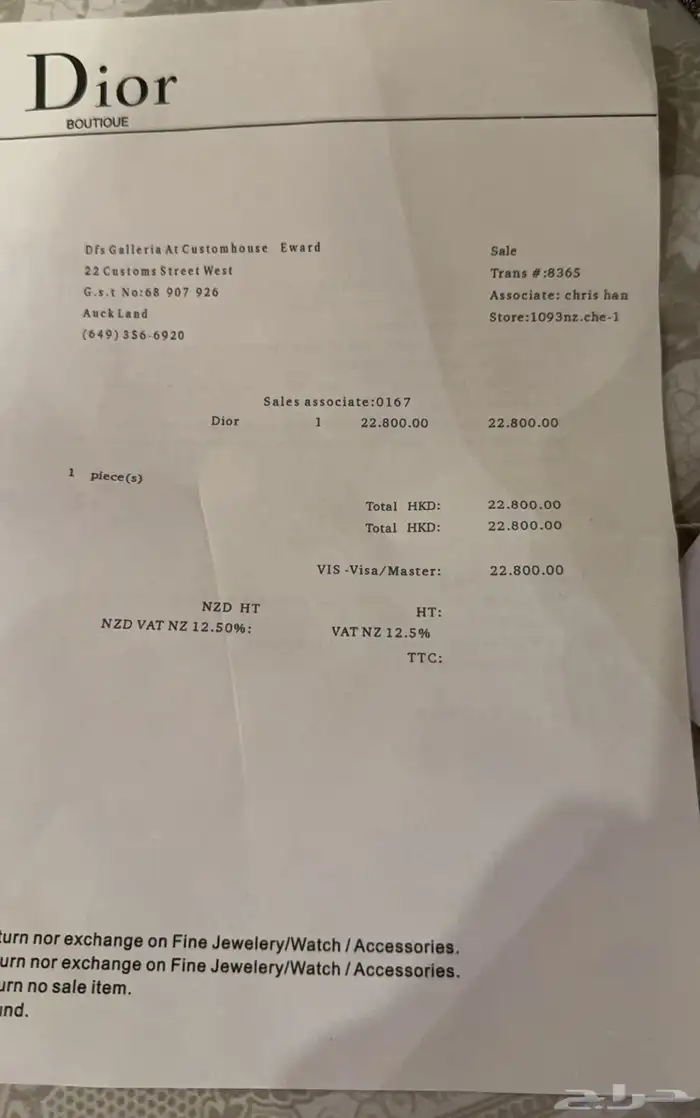 Dior
BOUTIQUE
Dfs Galleria At Customhouse Eward
22 Customs Street West
G.s.t No:68 907 926
Auck Land
(649) 356-6920
Sale
Trans #:8365
Associate: chris han
Store:1093nz.che-1
Sales associate:0167
Dior 1 22.800.00 22.800.00
1 piece(s)
Total HKD: 22.800.00
Total HKD: 22.800.00
VIS -Visa/Master: 22.800.00
NZD HT HT:
NZD VAT NZ 12.50%: VAT NZ 12.5%
TTC:
turn nor exchange on Fine Jewelery/Watch / Accessories.
urn nor exchange on Fine Jewelery/Watch / Accessories.
urn no sale item.
und.
حراج